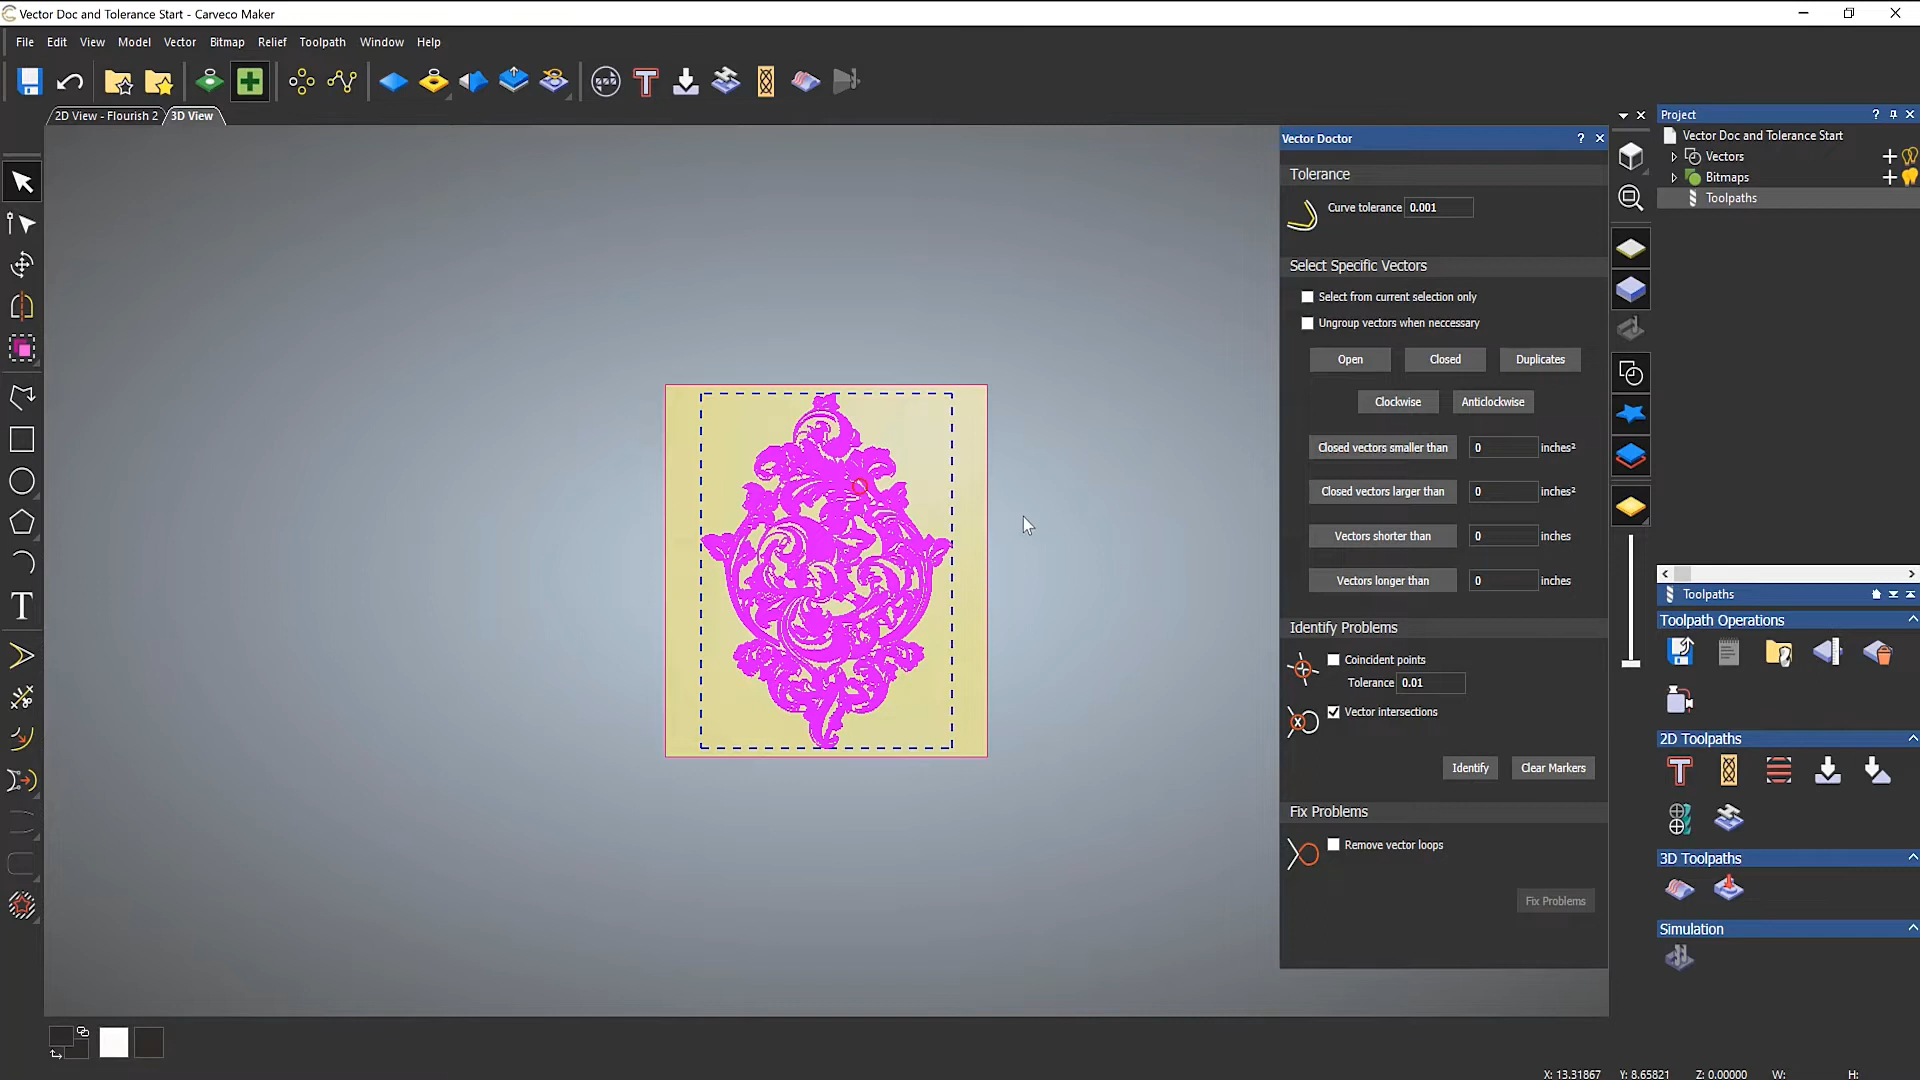 Vector Doc and Tolerance Start - Carveco Maker
File Edit View Model Vector Bitmap Relief Toolpath Window Help
2D View - Flourish 2 3D View
Vector Doctor ?
Tolerance
Curve tolerance 0.001
Select Specific Vectors
Select from current selection only
Ungroup vectors when neccessary
Open Closed Duplicates
Clockwise Anticlockwise
Closed vectors smaller than 0 inches²
Closed vectors larger than 0 inches²
Vectors shorter than 0 inches
Vectors longer than 0 inches
Identify Problems
Coincident points
Tolerance 0.01
Vector intersections
Identify Clear Markers
Fix Problems
Remove vector loops
Fix Problems
Project ?
Vector Doc and Tolerance Start
Vectors
Bitmaps
Toolpaths
Toolpaths
Toolpath Operations
2D Toolpaths
3D Toolpaths
Simulation
X: 13.31867 Y: 8.65821 Z: 0.00000 W: H: